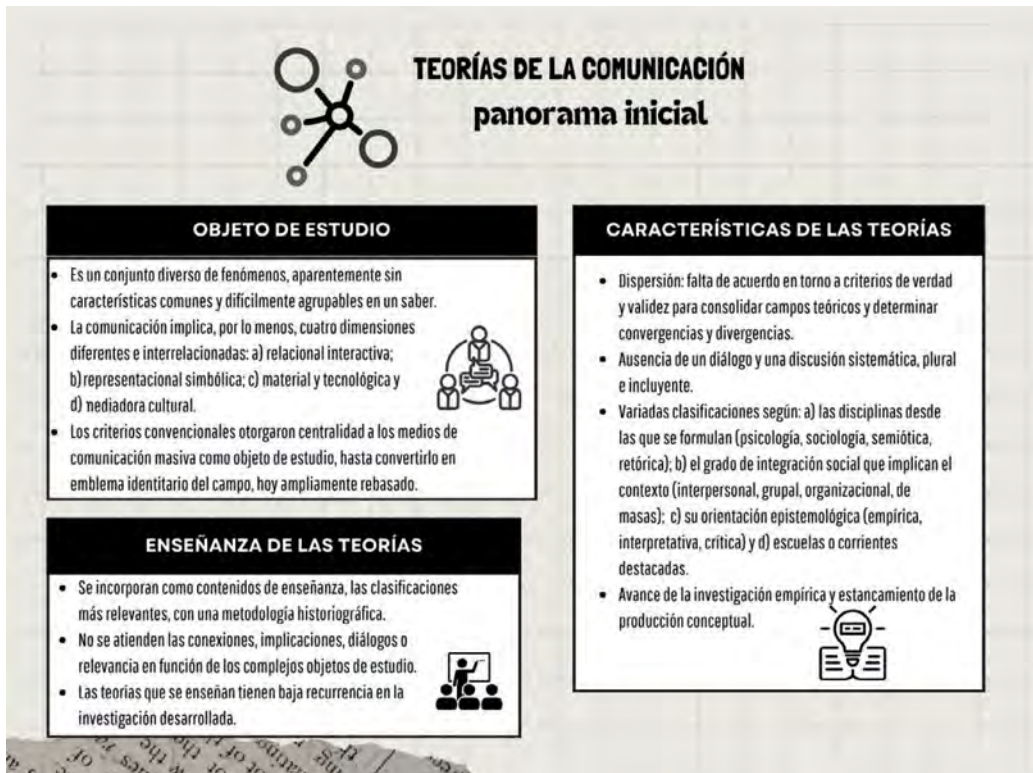 TEORÍAS DE LA COMUNICACIÓN
panorama inicial
OBJETO DE ESTUDIO
• Es un conjunto diverso de fenómenos, aparentemente sin
características comunes y difícilmente agrupables en un saber.
• La comunicación implica, por lo menos, cuatro dimensiones
diferentes e interrelacionadas: a) relacional interactiva;
b) representacional simbólica; c) material y tecnológica y
d) mediadora cultural.
• Los criterios convencionales otorgaron centralidad a los medios de
comunicación masiva como objeto de estudio, hasta convertirlo en
emblema identitario del campo, hoy ampliamente rebasado.
ENSEÑANZA DE LAS TEORÍAS
• Se incorporan como contenidos de enseñanza, las clasificaciones
más relevantes, con una metodología historiográfica.
• No se atienden las conexiones, implicaciones, diálogos o
relevancia en función de los complejos objetos de estudio.
• Las teorías que se enseñan tienen baja recurrencia en la
investigación desarrollada.
CARACTERÍSTICAS DE LAS TEORÍAS
• Dispersión: falta de acuerdo en torno a criterios de verdad
y validez para consolidar campos teóricos y determinar
convergencias y divergencias.
• Ausencia de un diálogo y una discusión sistemática, plural
e incluyente.
• Variadas clasificaciones según: a) las disciplinas desde
las que se formulan (psicología, sociología, semiótica,
retórica); b) el grado de integración social que implican el
contexto (interpersonal, grupal, organizacional, de
masas); c) su orientación epistemológica (empírica,
interpretativa, crítica) y d) escuelas o corrientes
destacadas.
• Avance de la investigación empírica y estancamiento de la
producción conceptual.